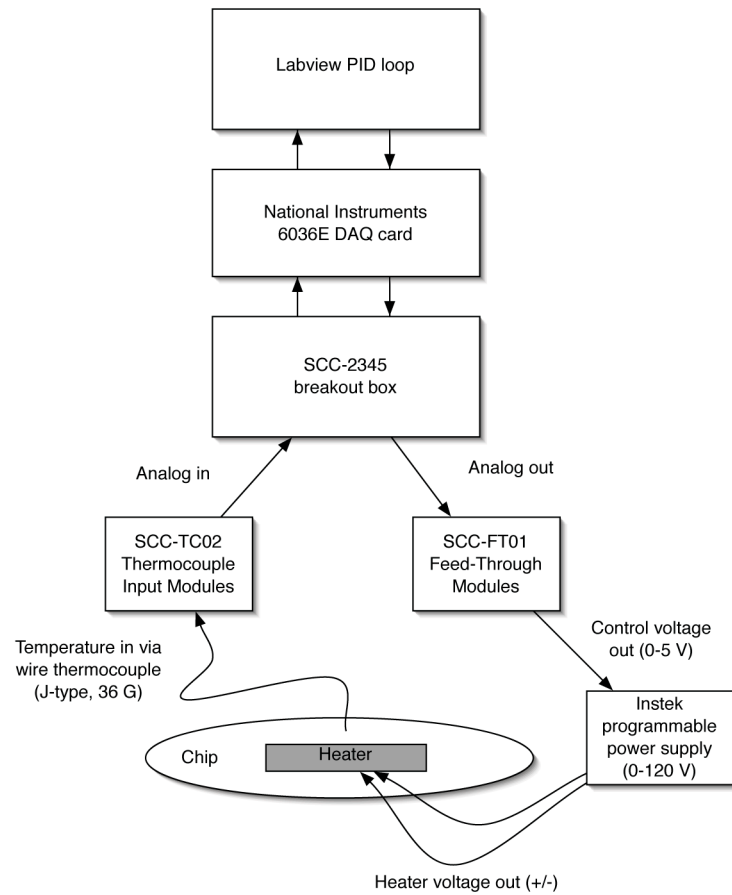 Labview PID loop
National Instruments
6036E DAQ card
SCC-2345
breakout box
Analog in
Analog out
SCC-TC02
Thermocouple
Input Modules
SCC-FT01
Feed-Through
Modules
Temperature in via
wire thermocouple
(J-type, 36 G)
Control voltage
out (0-5 V)
Instek
programmable
power supply
(0-120 V)
Chip
Heater
Heater voltage out (+/-)